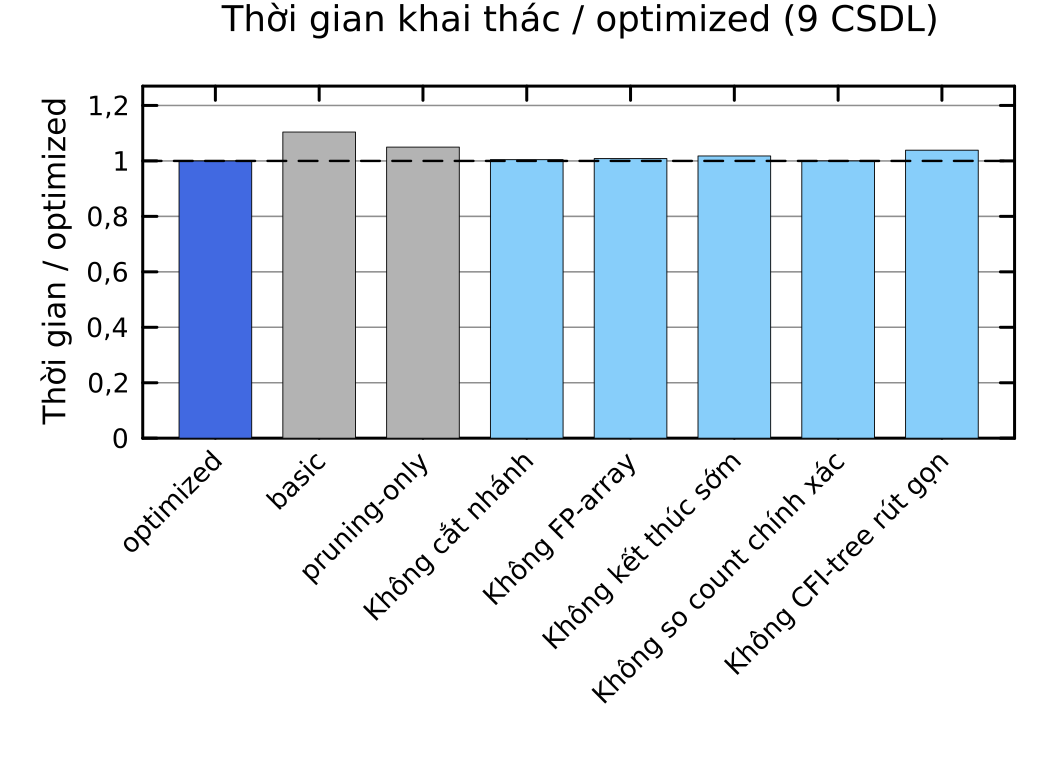 Thời gian khai thác / optimized (9 CSDL)
Thời gian / optimized
1,2
1
0,8
0,6
0,4
0,2
0
optimized
basic
pruning-only
Không cắt nhánh
Không FP-array
Không kết thúc sớm
Không so count chính xác
Không CFI-tree rút gọn